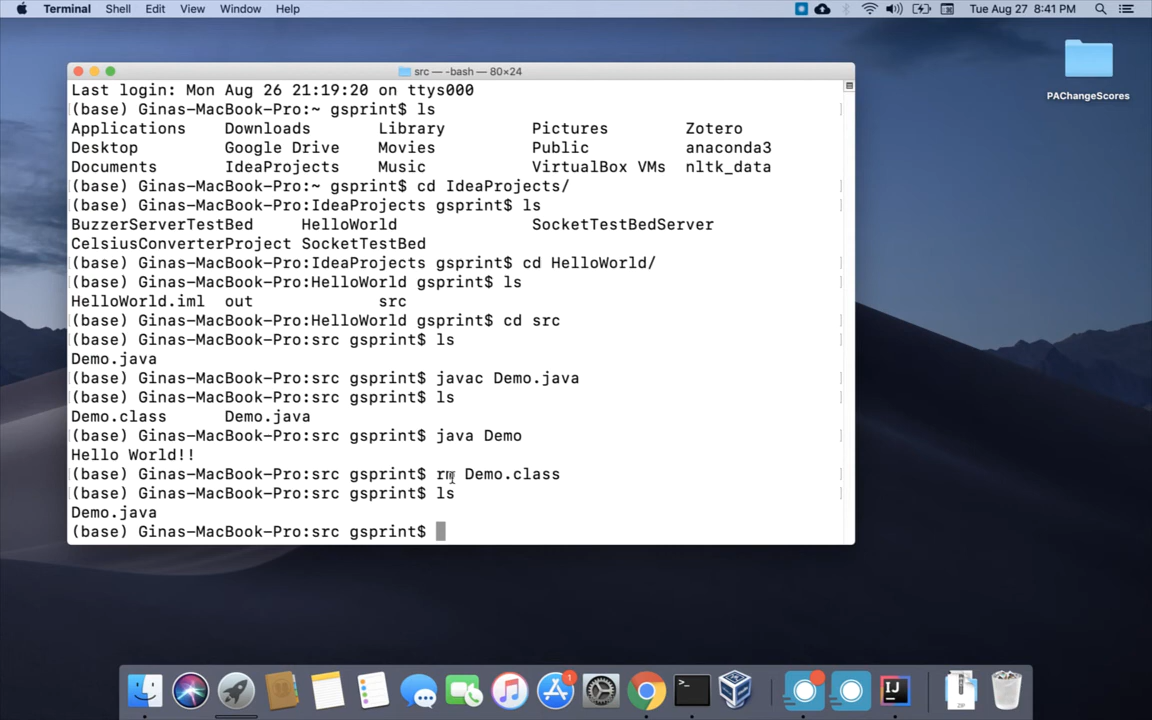 Terminal Shell Edit View Window Help Tue Aug 27 8:41 PM
PAChangeScores
src — -bash — 80×24
Last login: Mon Aug 26 21:19:20 on ttys000
(base) Ginas-MacBook-Pro:~ gsprint$ ls
Applications Downloads Library Pictures Zotero
Desktop Google Drive Movies Public anaconda3
Documents IdeaProjects Music VirtualBox VMs nltk_data
(base) Ginas-MacBook-Pro:~ gsprint$ cd IdeaProjects/
(base) Ginas-MacBook-Pro:IdeaProjects gsprint$ ls
BuzzerServerTestBed HelloWorld SocketTestBedServer
CelsiusConverterProject SocketTestBed
(base) Ginas-MacBook-Pro:IdeaProjects gsprint$ cd HelloWorld/
(base) Ginas-MacBook-Pro:HelloWorld gsprint$ ls
HelloWorld.iml out src
(base) Ginas-MacBook-Pro:HelloWorld gsprint$ cd src
(base) Ginas-MacBook-Pro:src gsprint$ ls
Demo.java
(base) Ginas-MacBook-Pro:src gsprint$ javac Demo.java
(base) Ginas-MacBook-Pro:src gsprint$ ls
Demo.class Demo.java
(base) Ginas-MacBook-Pro:src gsprint$ java Demo
Hello World!!
(base) Ginas-MacBook-Pro:src gsprint$ rm Demo.class
(base) Ginas-MacBook-Pro:src gsprint$ ls
Demo.java
(base) Ginas-MacBook-Pro:src gsprint$
1
>_
IJ
ZIP